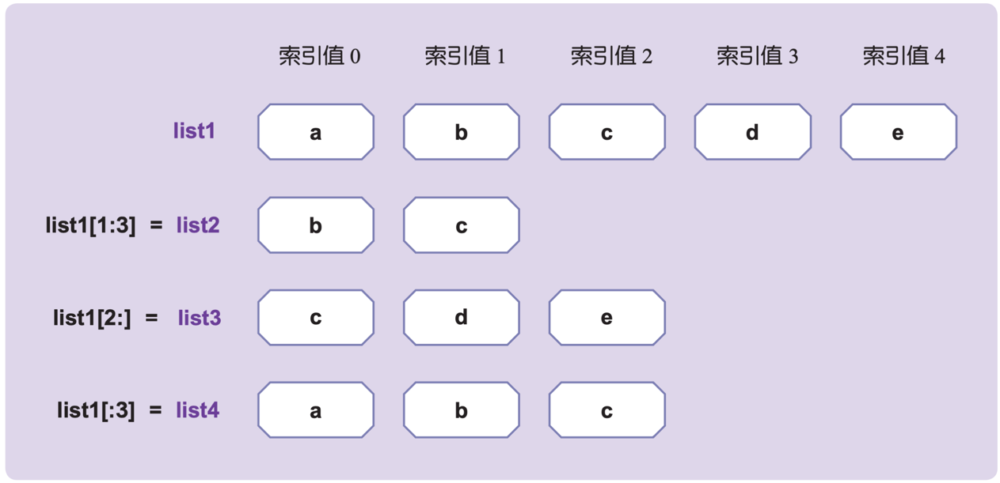 索引值 0 索引值 1 索引值 2 索引值 3 索引值 4
list1 a b c d e
list1[1:3] = list2 b c
list1[2:] = list3 c d e
list1[:3] = list4 a b c